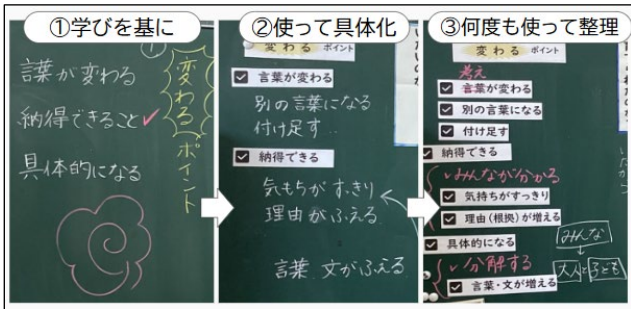 ①学びを基に
①
変わるポイント
言葉が変わる
納得できること✓
具体的になる
②使って具体化
変わる ポイント
☑ 言葉が変わる
別の言葉になる
付け足す
☑ 納得できる
気もちがすっきり
理由がふえる
言葉 文がふえる
③何度も使って整理
変わる ポイント
考え
☑ 言葉が変わる
☑ 別の言葉になる
☑ 付け足す
☑ 納得できる
✓みんなが分かる
☑ 気持ちがすっきり
☑ 理由(根拠)が増える
☑ 具体的になる
みんな
大人と子ども
✓分解する
☑ 言葉・文が増える